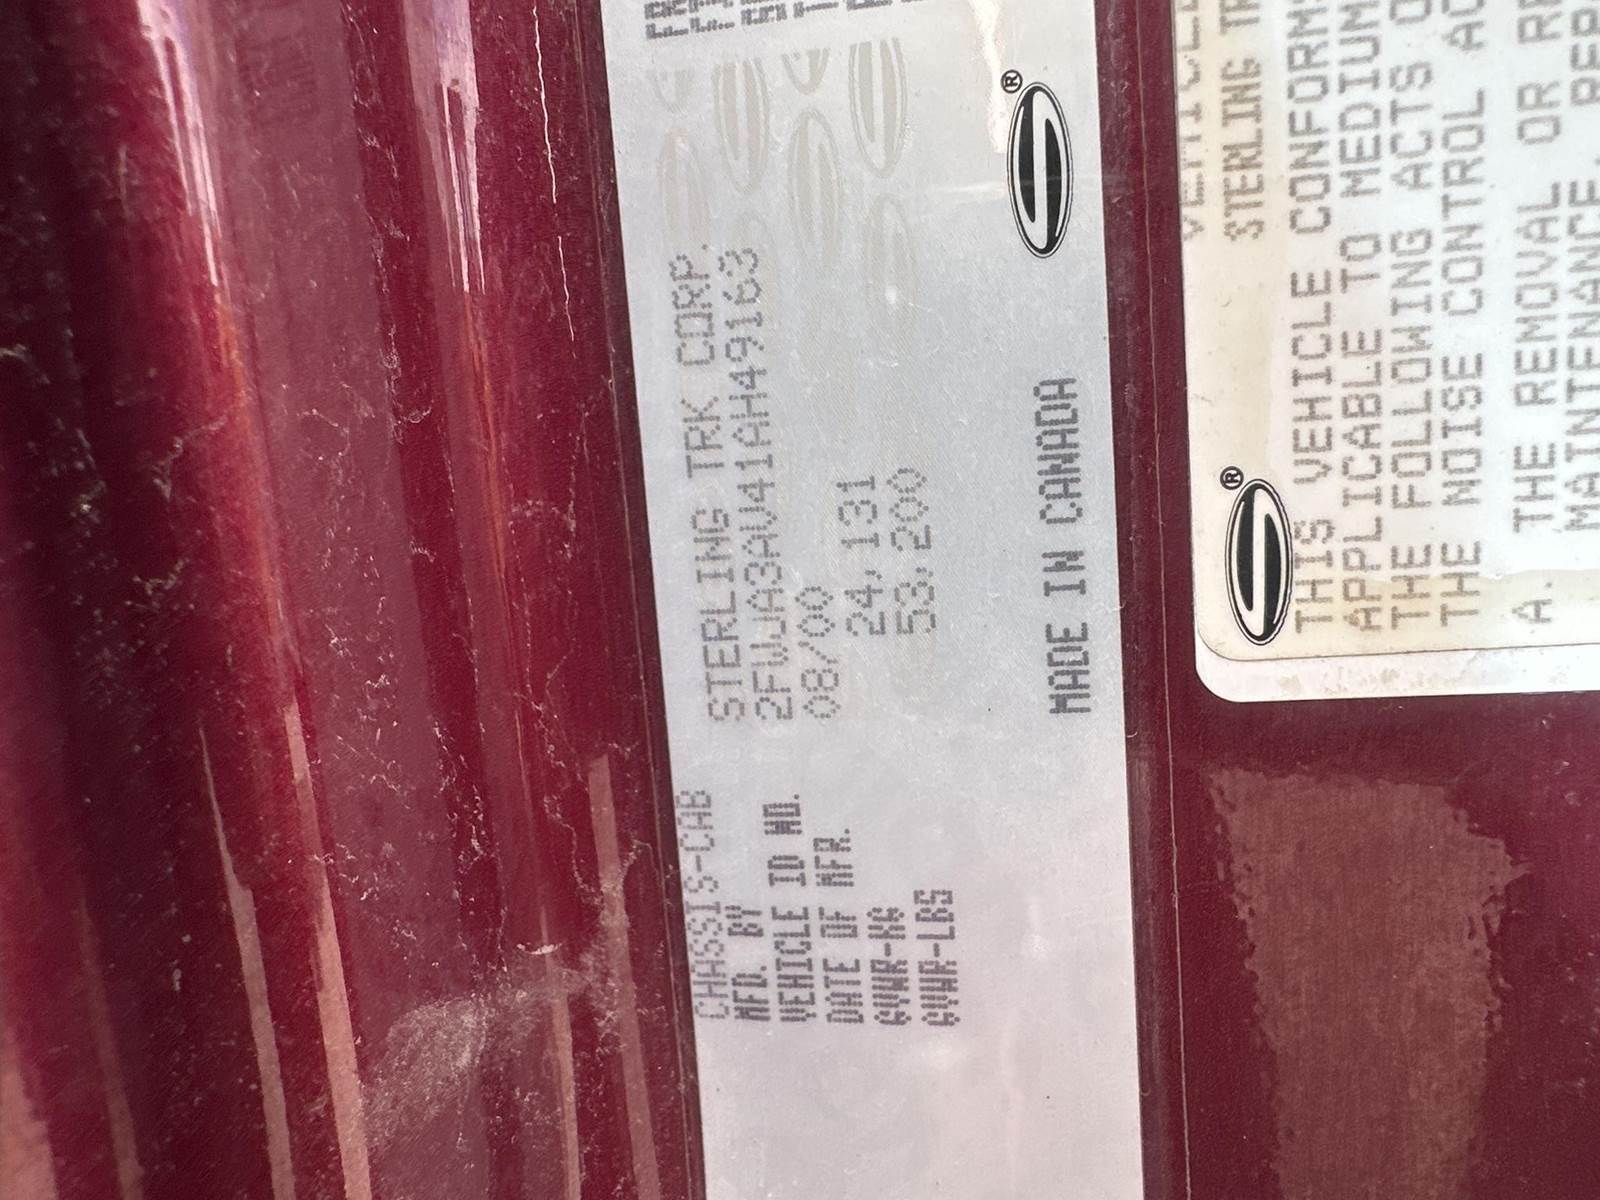 CHASSIS-CAB
MFD. BY STERLING TRK CORP.
VEHICLE ID NO. 2FWJA3AV41AH49163
DATE OF MFR. 08/00
GVWR-KG 24,131
GVWR-LBS 53,200
MADE IN CANADA
®
STERLING TR
®
THIS VEHICLE CONFORM
APPLICABLE TO MEDIUM
THE FOLLOWING ACTS O
THE NOISE CONTROL AC
A. THE REMOVAL OR RE
MAINTENANCE, REPA